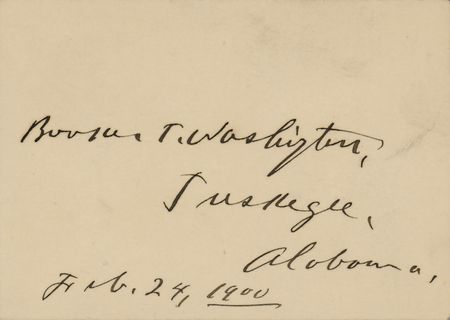 Booker T. Washington,
Tuskegee,
Alabama,
Feb. 24, 1900